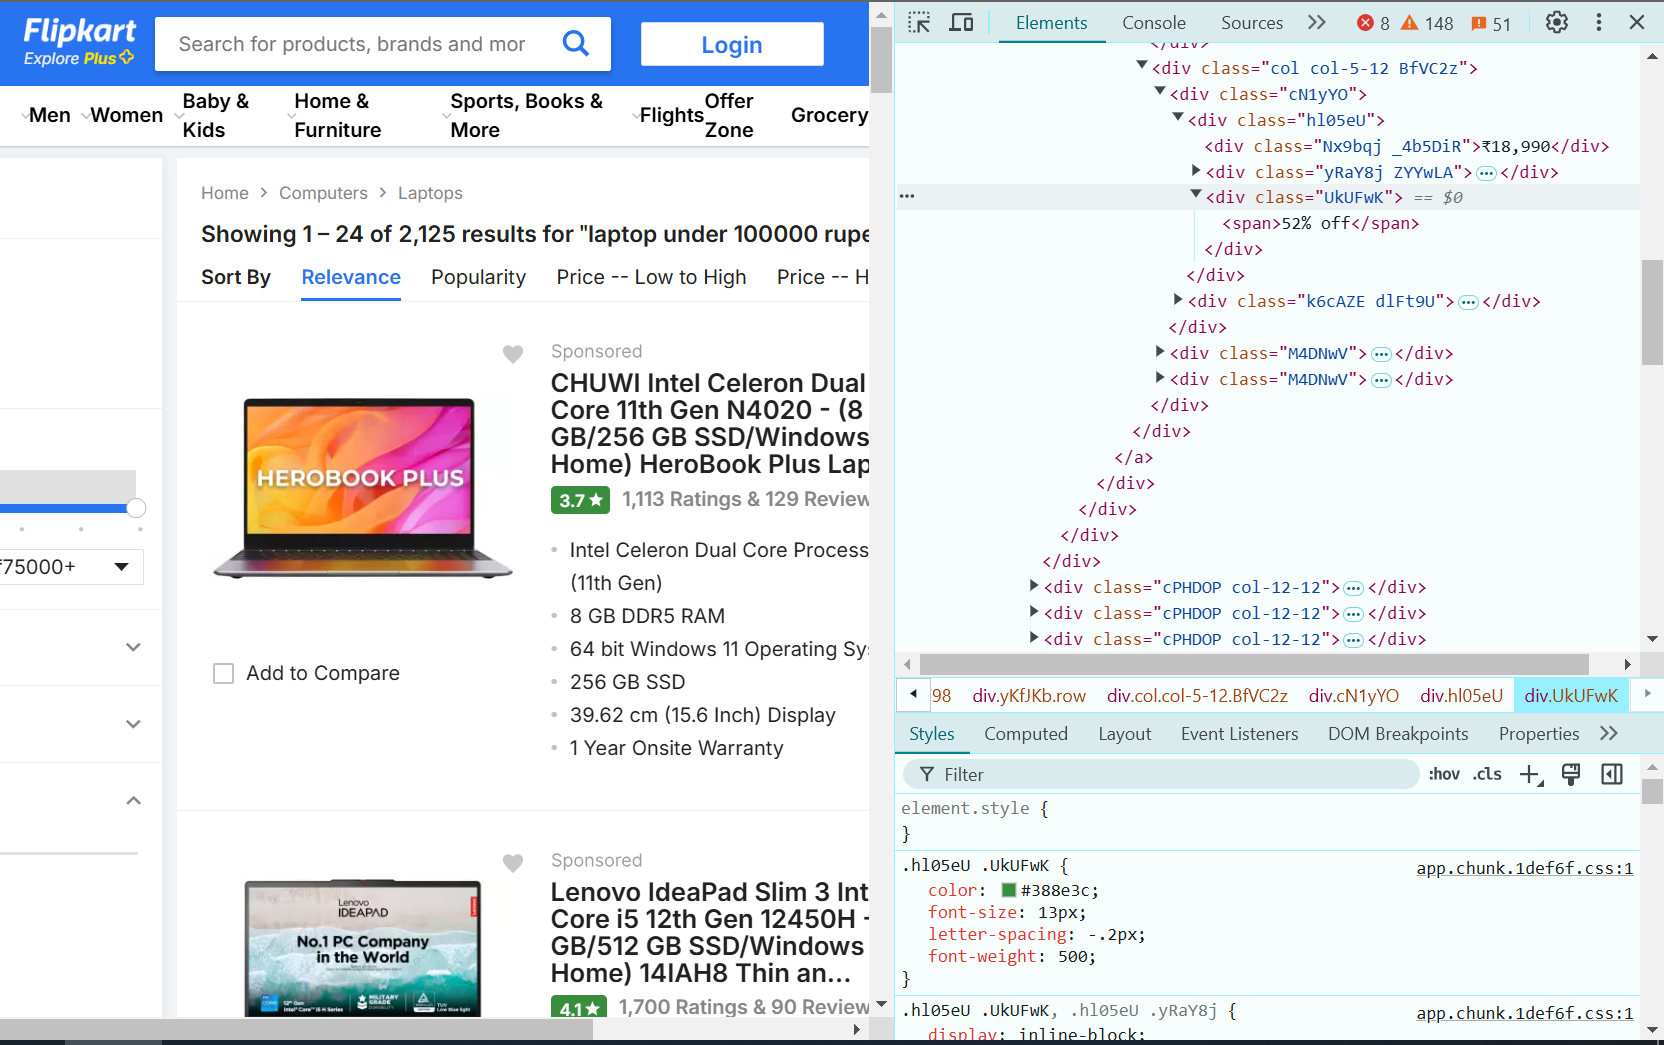 Flipkart
Explore Plus
Search for products, brands and mor
Login
Men
Women
Baby & Kids
Home & Furniture
Sports, Books & More
Flights
Offer Zone
Grocery
75000+
Home
Computers
Laptops
Showing 1 – 24 of 2,125 results for "laptop under 100000 rupe
Sort By
Relevance
Popularity
Price -- Low to High
Price -- H
Sponsored
CHUWI Intel Celeron Dual
Core 11th Gen N4020 - (8
GB/256 GB SSD/Windows
Home) HeroBook Plus Lap
3.7★ 1,113 Ratings & 129 Review
HEROBOOK PLUS
Intel Celeron Dual Core Process
(11th Gen)
8 GB DDR5 RAM
64 bit Windows 11 Operating Sy
256 GB SSD
39.62 cm (15.6 Inch) Display
1 Year Onsite Warranty
Add to Compare
Sponsored
Lenovo IdeaPad Slim 3 Int
Core i5 12th Gen 12450H -
GB/512 GB SSD/Windows
Home) 14IAH8 Thin an...
4.1★ 1,700 Ratings & 90 Review
Lenovo
IDEAPAD
No.1 PC Company
in the World
Elements
Console
Sources
8
148
51
</div>
<div class="col col-5-12 BfVC2z">
<div class="cN1yYO">
<div class="hl05eU">
<div class="Nx9bqj _4b5DiR">₹18,990</div>
<div class="yRaY8j ZYYwLA">…</div>
<div class="UkUFwK"> == $0
<span>52% off</span>
</div>
</div>
<div class="k6cAZE dlFt9U">…</div>
</div>
<div class="M4DNwV">…</div>
<div class="M4DNwV">…</div>
</div>
</div>
</a>
</div>
</div>
</div>
</div>
<div class="cPHDOP col-12-12">…</div>
<div class="cPHDOP col-12-12">…</div>
<div class="cPHDOP col-12-12">…</div>
98 div.yKfJKb.row div.col.col-5-12.BfVC2z div.cN1yYO div.hl05eU div.UkUFwK
Styles
Computed
Layout
Event Listeners
DOM Breakpoints
Properties
Filter
:hov .cls
element.style {
}
.hl05eU .UkUFwK {
app.chunk.1def6f.css:1
color: #388e3c;
font-size: 13px;
letter-spacing: -.2px;
font-weight: 500;
}
.hl05eU .UkUFwK, .hl05eU .yRaY8j {
app.chunk.1def6f.css:1
display: inline-block;